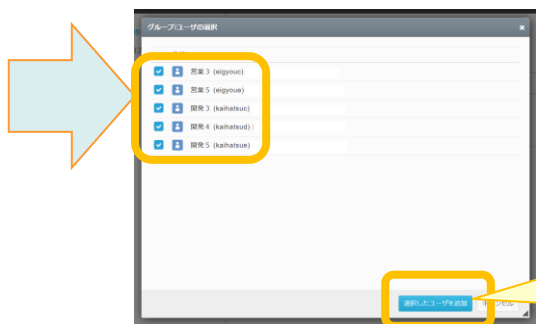 グループ/ユーザの選択
営業3 (eigyouc)
営業5 (eigyoue)
開発3 (kaihatsuc)
開発4 (kaihatsud)
開発5 (kaihatsue)
選択したユーザを追加